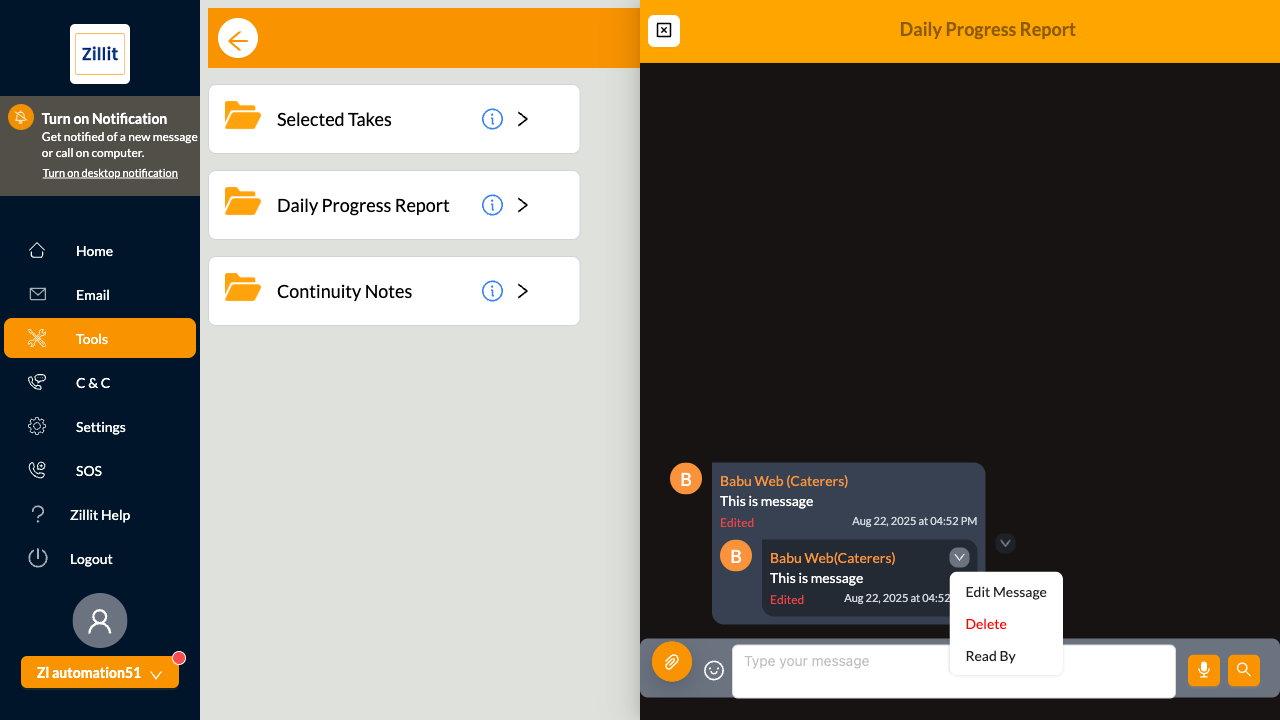 Zillit
Turn on Notification
Get notified of a new message
or call on computer.
Turn on desktop notification
Home
Email
Tools
C & C
Settings
SOS
Zillit Help
Logout
ZI automation51
Selected Takes
Daily Progress Report
Continuity Notes
Daily Progress Report
B
Babu Web (Caterers)
This is message
Edited
Aug 22, 2025 at 04:52 PM
B
Babu Web(Caterers)
This is message
Edited
Aug 22, 2025 at 04:52
Edit Message
Delete
Read By
Type your message